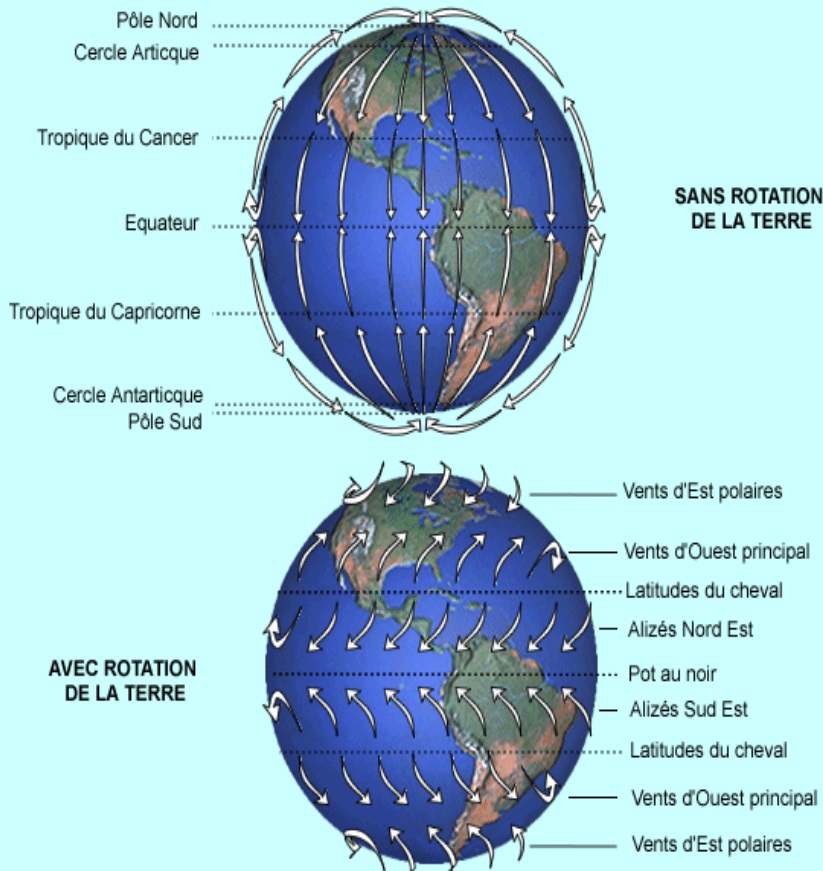 Pôle Nord
Cercle Articque
Tropique du Cancer
Equateur
Tropique du Capricorne
Cercle Antarticque
Pôle Sud
SANS ROTATION
DE LA TERRE
Vents d'Est polaires
Vents d'Ouest principal
Latitudes du cheval
Alizés Nord Est
Pot au noir
Alizés Sud Est
Latitudes du cheval
Vents d'Ouest principal
Vents d'Est polaires
AVEC ROTATION
DE LA TERRE